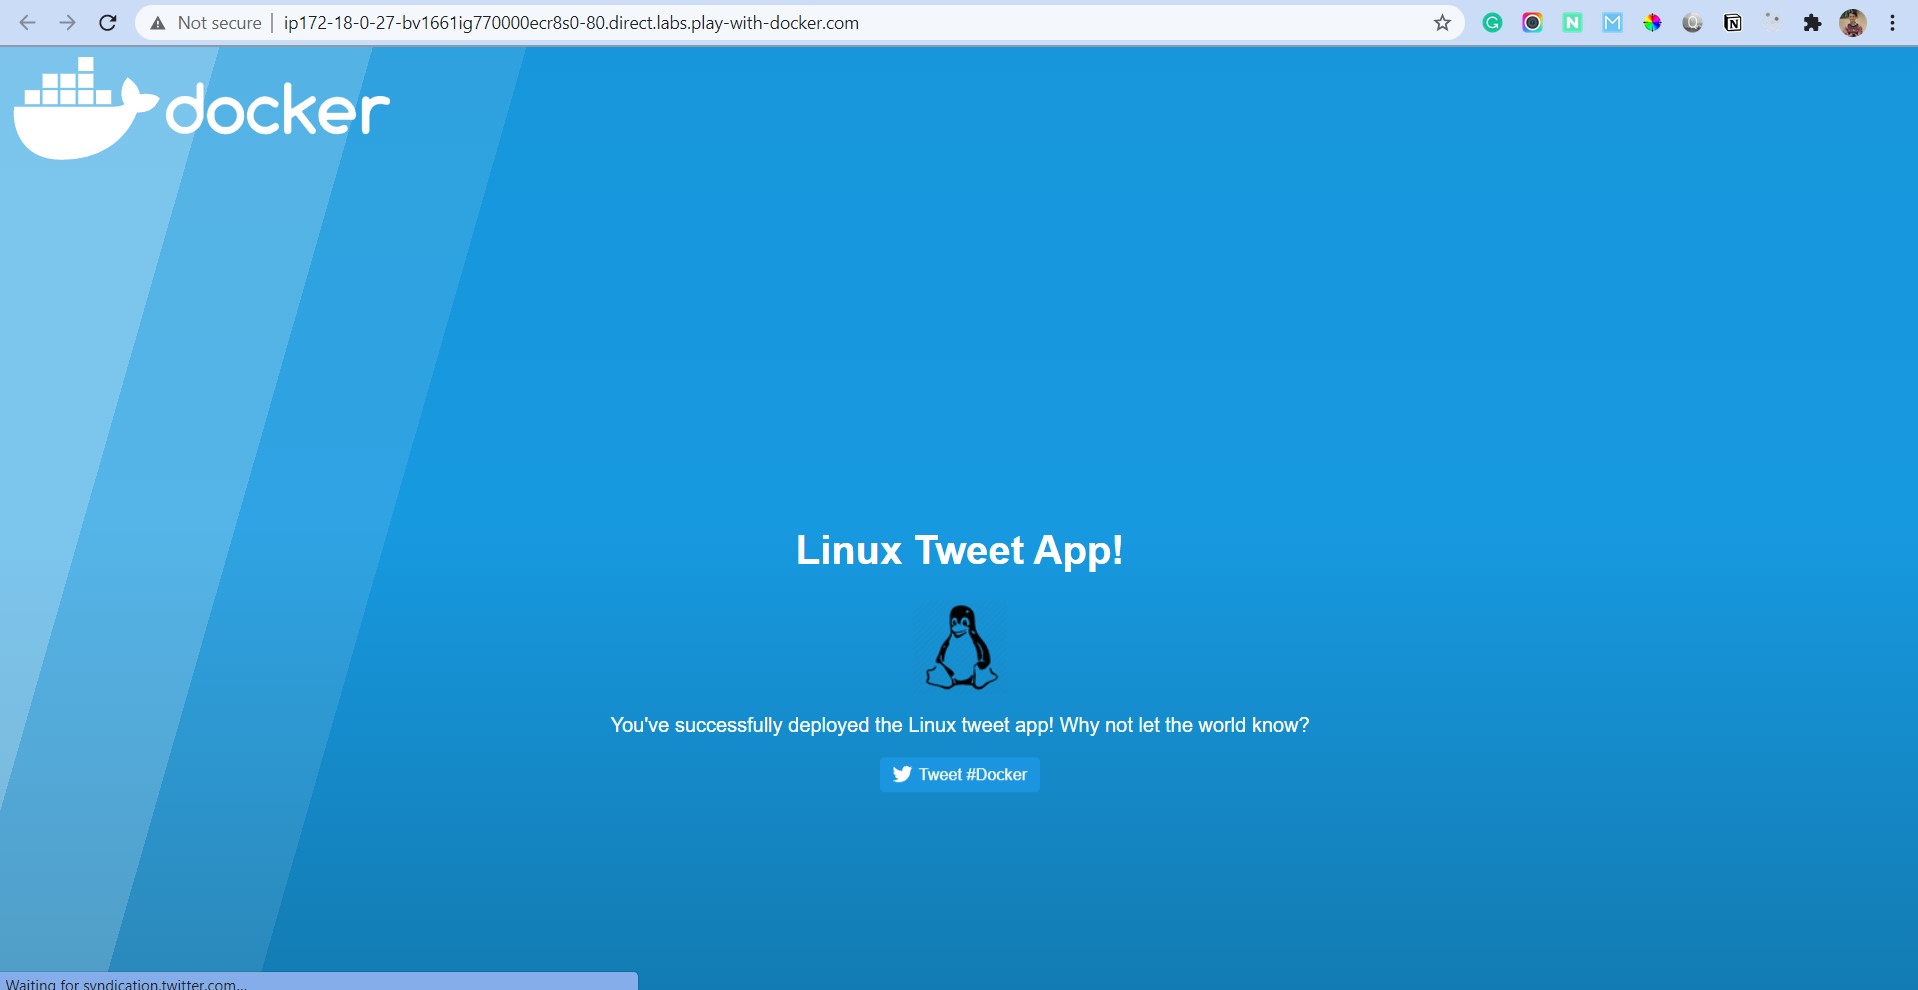 Not secure | ip172-18-0-27-bv1661ig770000ecr8s0-80.direct.labs.play-with-docker.com
docker
Linux Tweet App!
You've successfully deployed the Linux tweet app! Why not let the world know?
Tweet #Docker
Waiting for syndication.twitter.com...